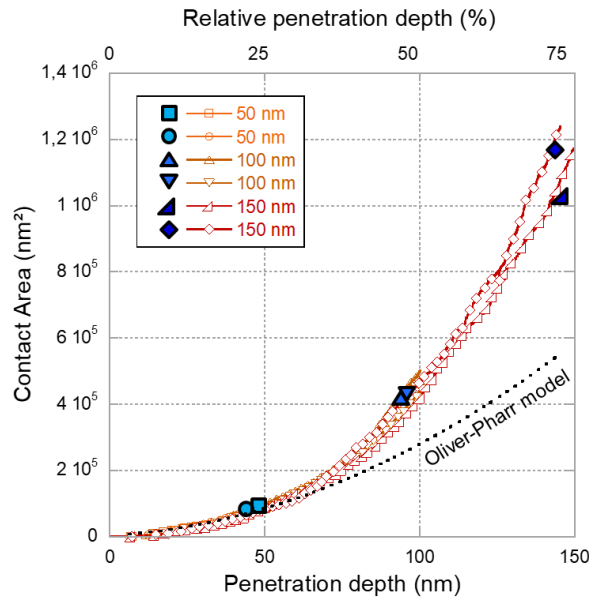 Relative penetration depth (%)
0 25 50 75
1,4 10⁶
1,2 10⁶
1 10⁶
8 10⁵
6 10⁵
4 10⁵
2 10⁵
0
Contact Area (nm²)
50 nm
50 nm
100 nm
100 nm
150 nm
150 nm
Oliver-Pharr model
0 50 100 150
Penetration depth (nm)